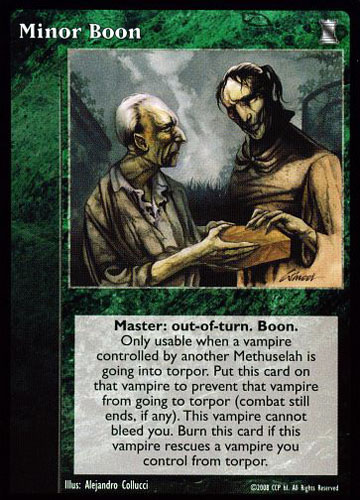 Minor Boon
Master: out-of-turn. Boon.
Only usable when a vampire
controlled by another Methuselah is
going into torpor. Put this card on
that vampire to prevent that vampire
from going to torpor (combat still
ends, if any). This vampire cannot
bleed you. Burn this card if this
vampire rescues a vampire you
control from torpor.
Illus: Alejandro Collucci
©2008 CCP hf. All Rights Reserved